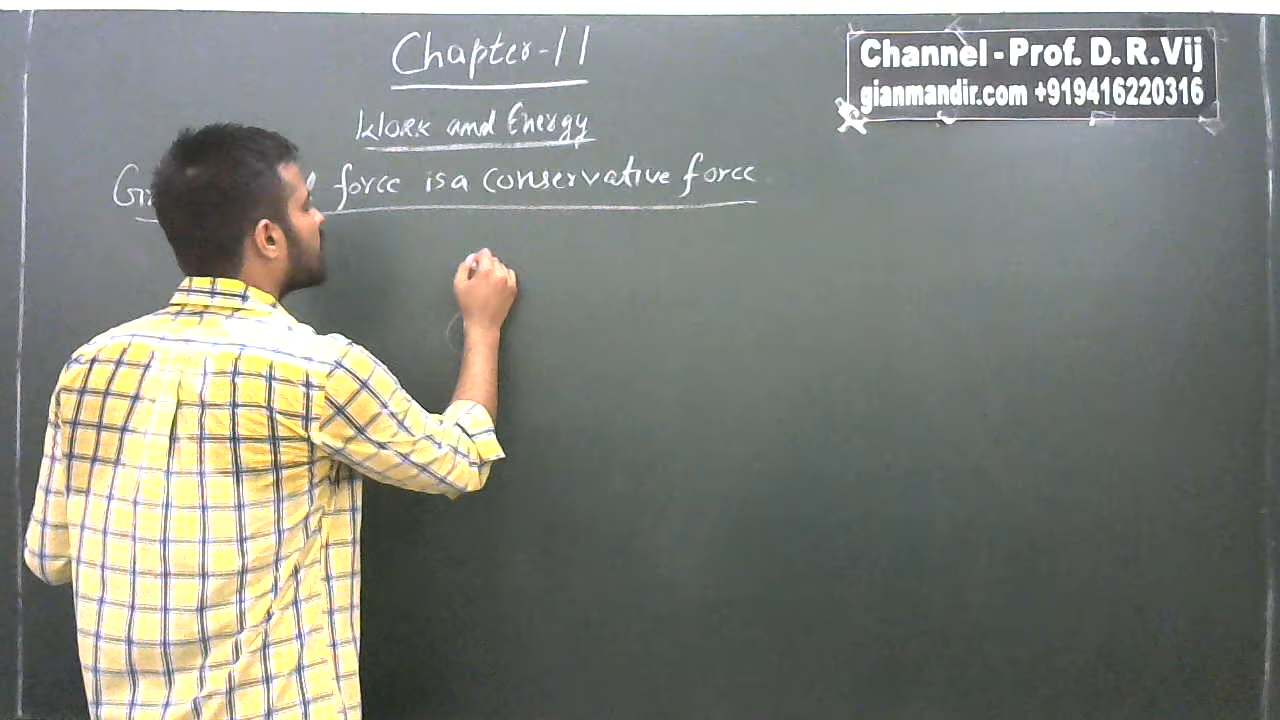 Chapter-11
Work and Energy
force is a conservative force
Channel - Prof. D. R. Vij
gianmandir.com +919416220316